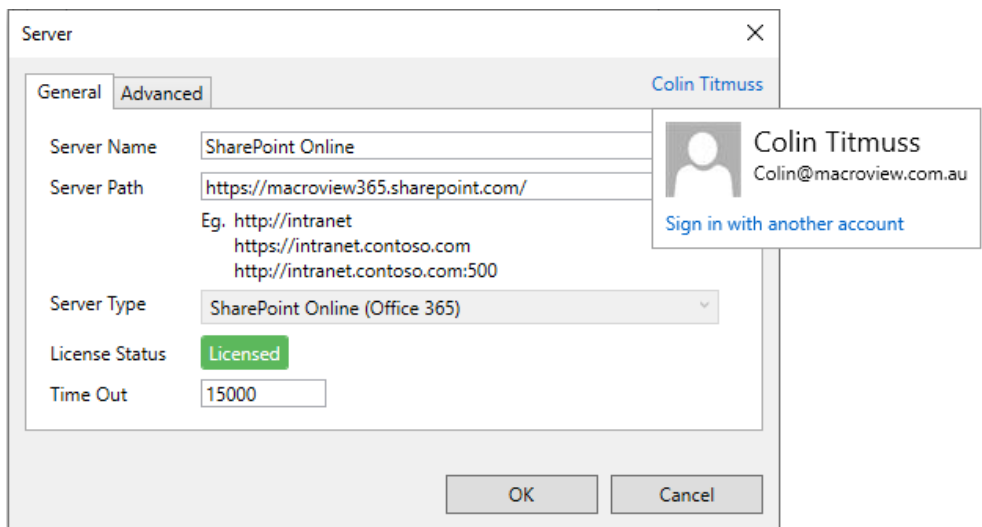 Server
General
Advanced
Colin Titmuss
Colin Titmuss
Colin@macroview.com.au
Sign in with another account
Server Name
SharePoint Online
Server Path
https://macroview365.sharepoint.com/
Eg. http://intranet
https://intranet.contoso.com
http://intranet.contoso.com:500
Server Type
SharePoint Online (Office 365)
License Status
Licensed
Time Out
15000
OK
Cancel